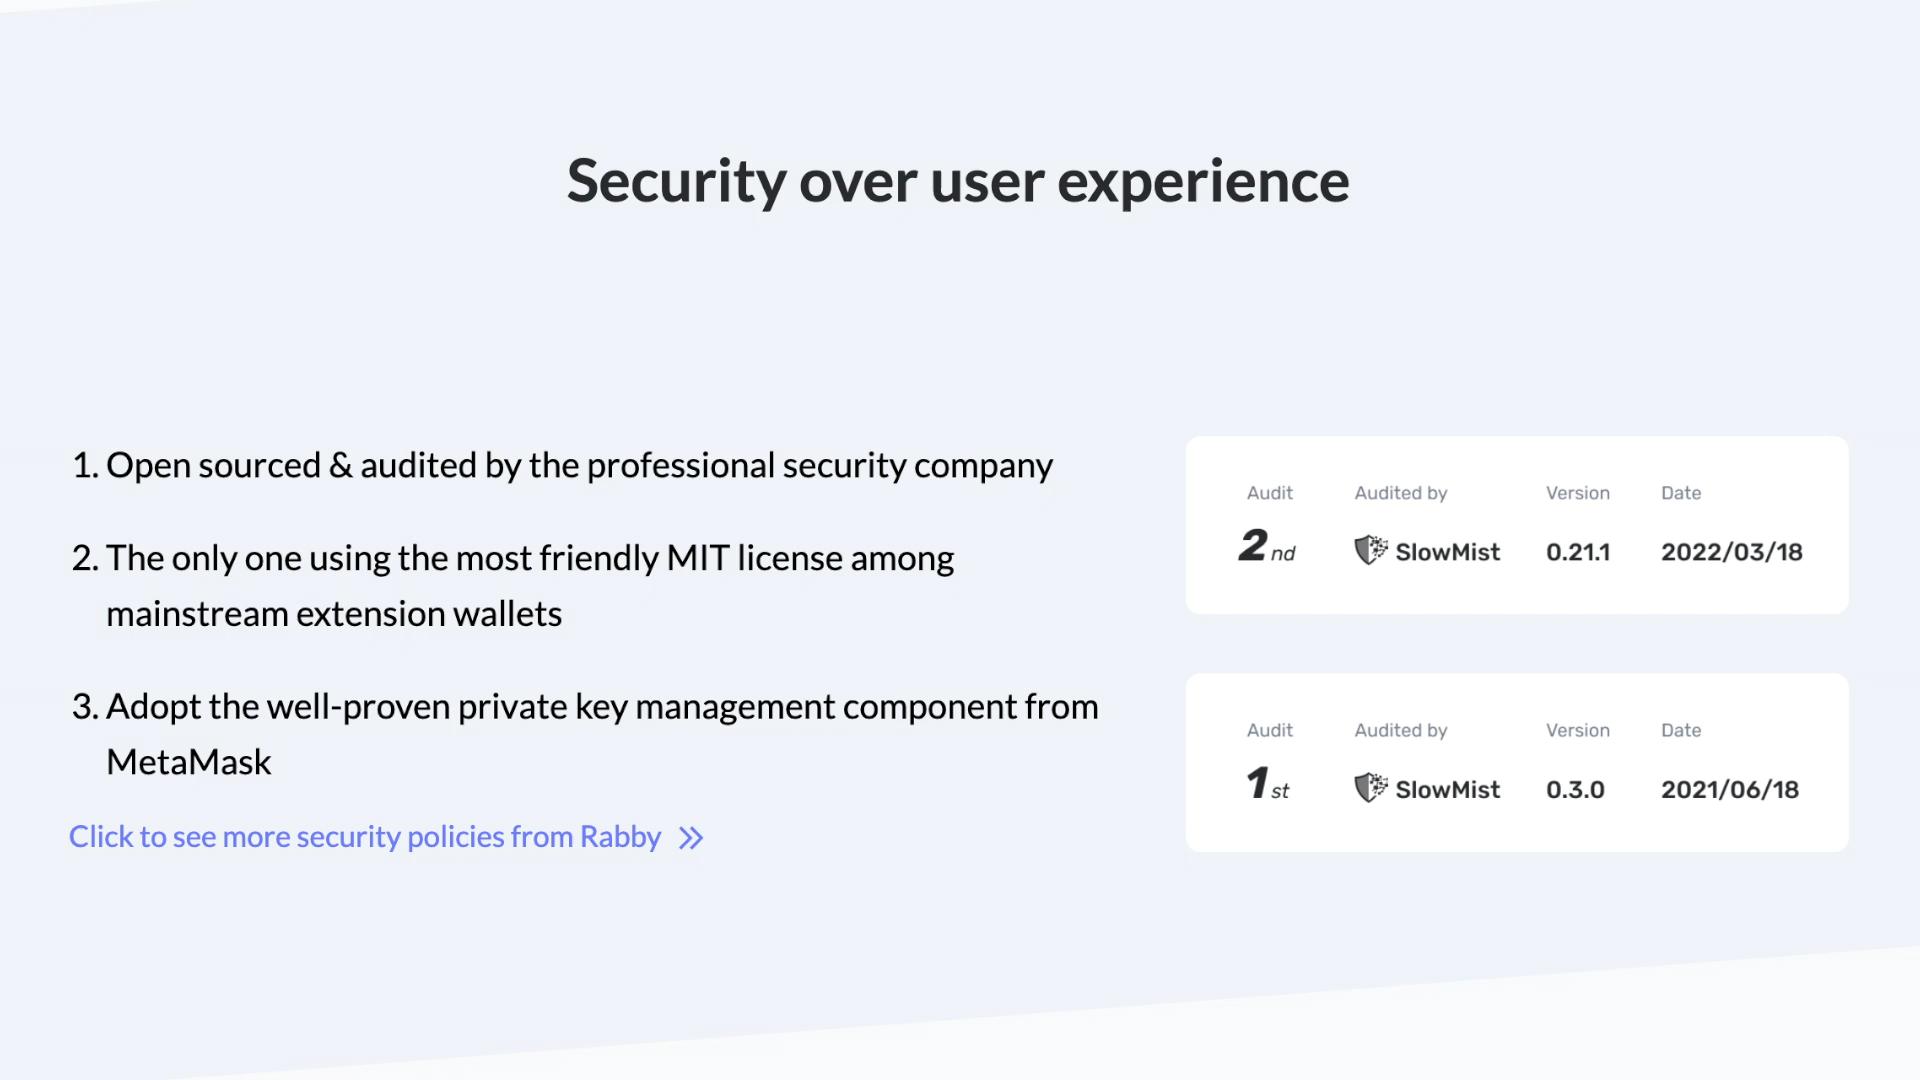 Security over user experience
1. Open sourced & audited by the professional security company
2. The only one using the most friendly MIT license among
mainstream extension wallets
3. Adopt the well-proven private key management component from
MetaMask
Click to see more security policies from Rabby
Audit Audited by Version Date
2nd SlowMist 0.21.1 2022/03/18
Audit Audited by Version Date
1st SlowMist 0.3.0 2021/06/18